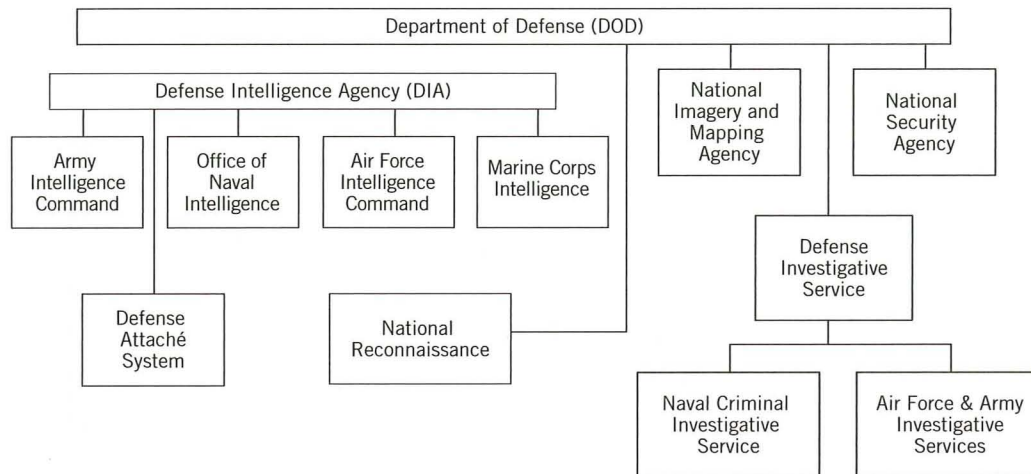 Department of Defense (DOD)
Defense Intelligence Agency (DIA)
National
Imagery and
Mapping
Agency
National
Security
Agency
Army
Intelligence
Command
Office of
Naval
Intelligence
Air Force
Intelligence
Command
Marine Corps
Intelligence
Defense
Investigative
Service
Defense
Attaché
System
National
Reconnaissance
Naval Criminal
Investigative
Service
Air Force & Army
Investigative
Services